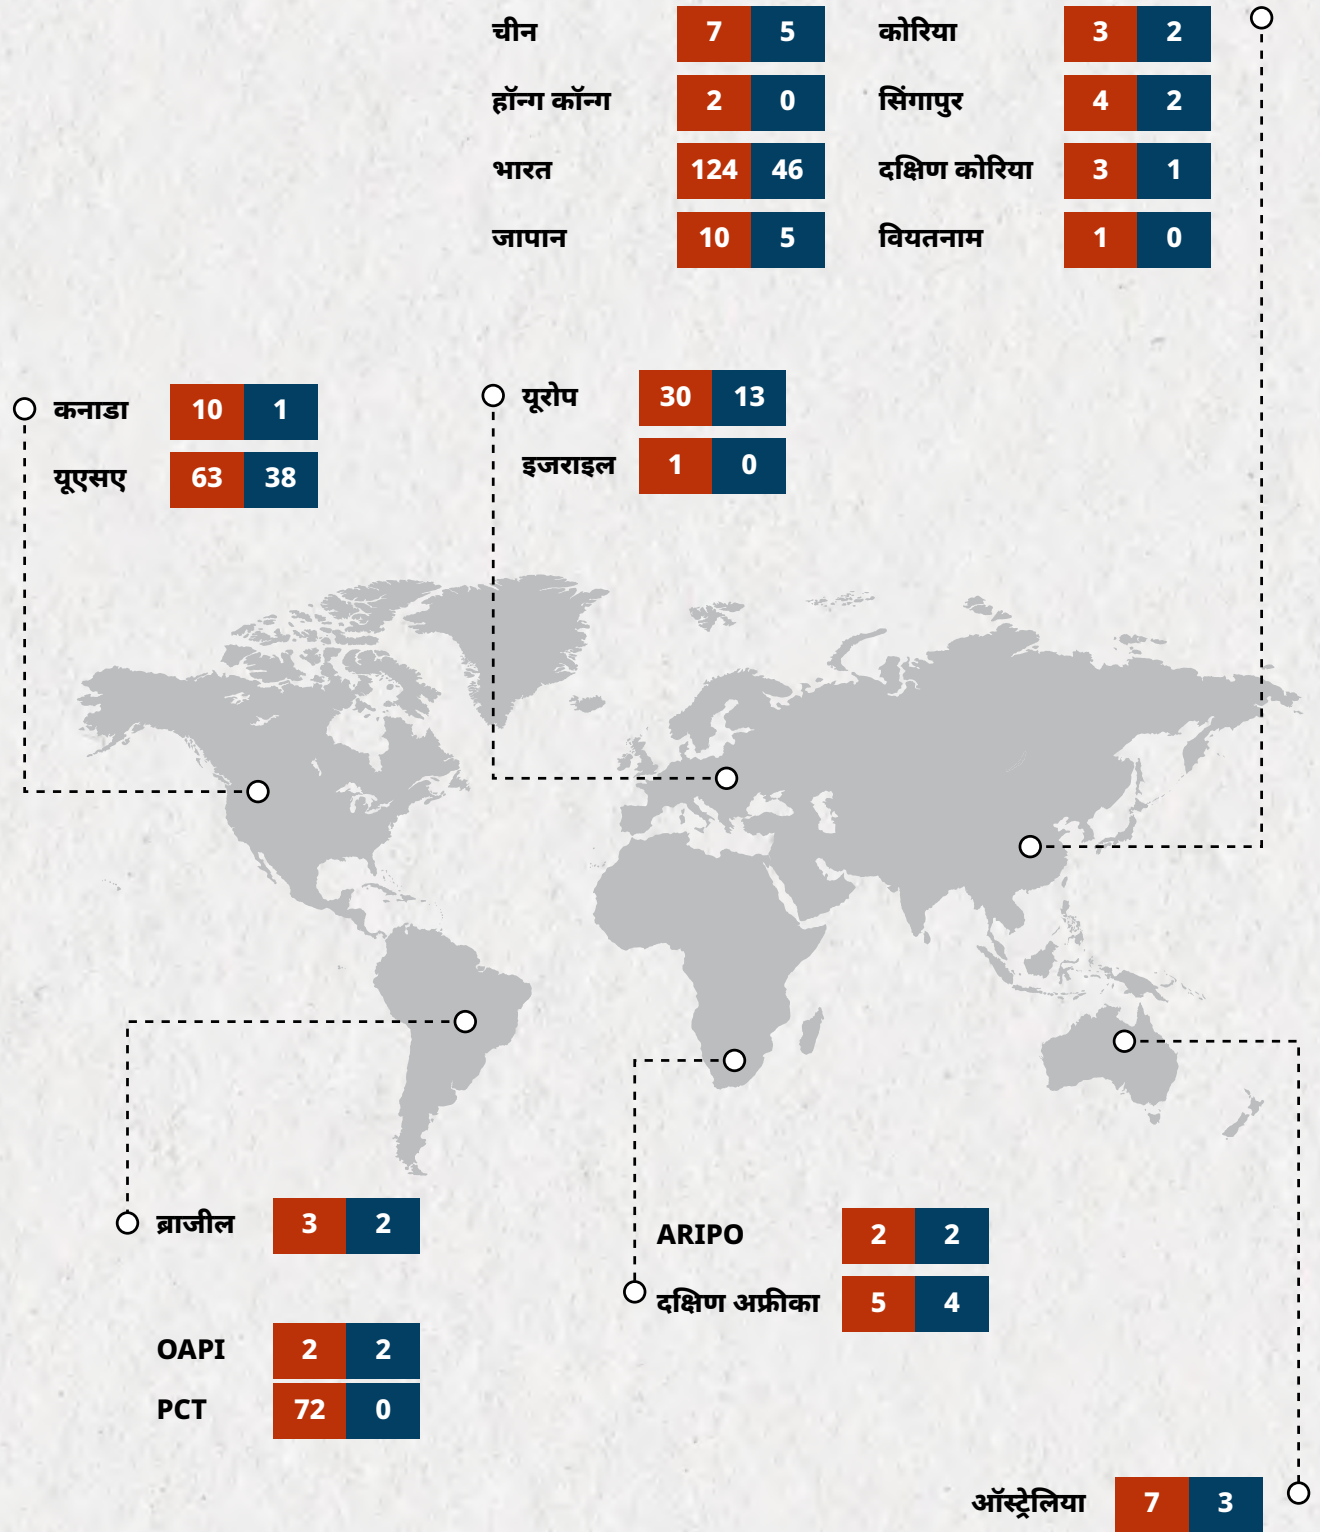 चीन 7 5 कोरिया 3 2
हॉन्ग कॉन्ग 2 0 सिंगापुर 4 2
भारत 124 46 दक्षिण कोरिया 3 1
जापान 10 5 वियतनाम 1 0
कनाडा 10 1
यूएसए 63 38
यूरोप 30 13
इजराइल 1 0
ब्राजील 3 2
OAPI 2 2
PCT 72 0
ARIPO 2 2
दक्षिण अफ्रीका 5 4
ऑस्ट्रेलिया 7 3